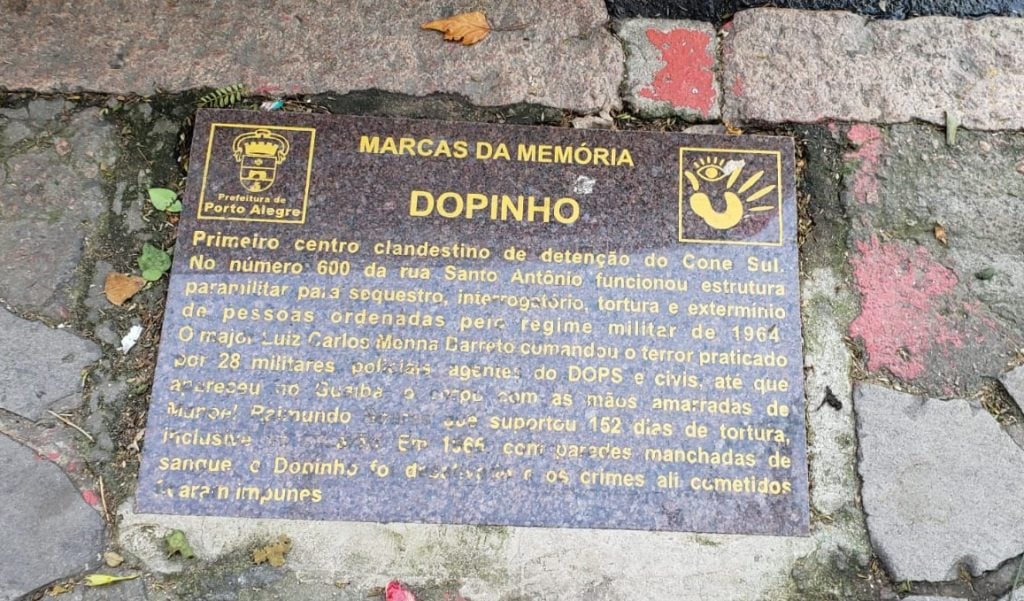 Prefeitura de
Porto Alegre
MARCAS DA MEMÓRIA
DOPINHO
Primeiro centro clandestino de detenção do Cone Sul.
No número 600 da rua Santo Antônio funcionou estrutura
paramilitar para sequestro, interrogatório, tortura e extermínio
de pessoas ordenadas pelo regime militar de 1964
O major Luiz Carlos Menna Barreto comandou o terror praticado
por 28 militares, policiais, agentes do DOPS e civis, até que
apareceu no Guaíba o corpo com as mãos amarradas de
Manoel Raimundo que suportou 152 dias de tortura,
inclusive Em 1966, com paredes manchadas de
sangue, o Dopinho foi e os crimes ali cometidos
ficaram impunes